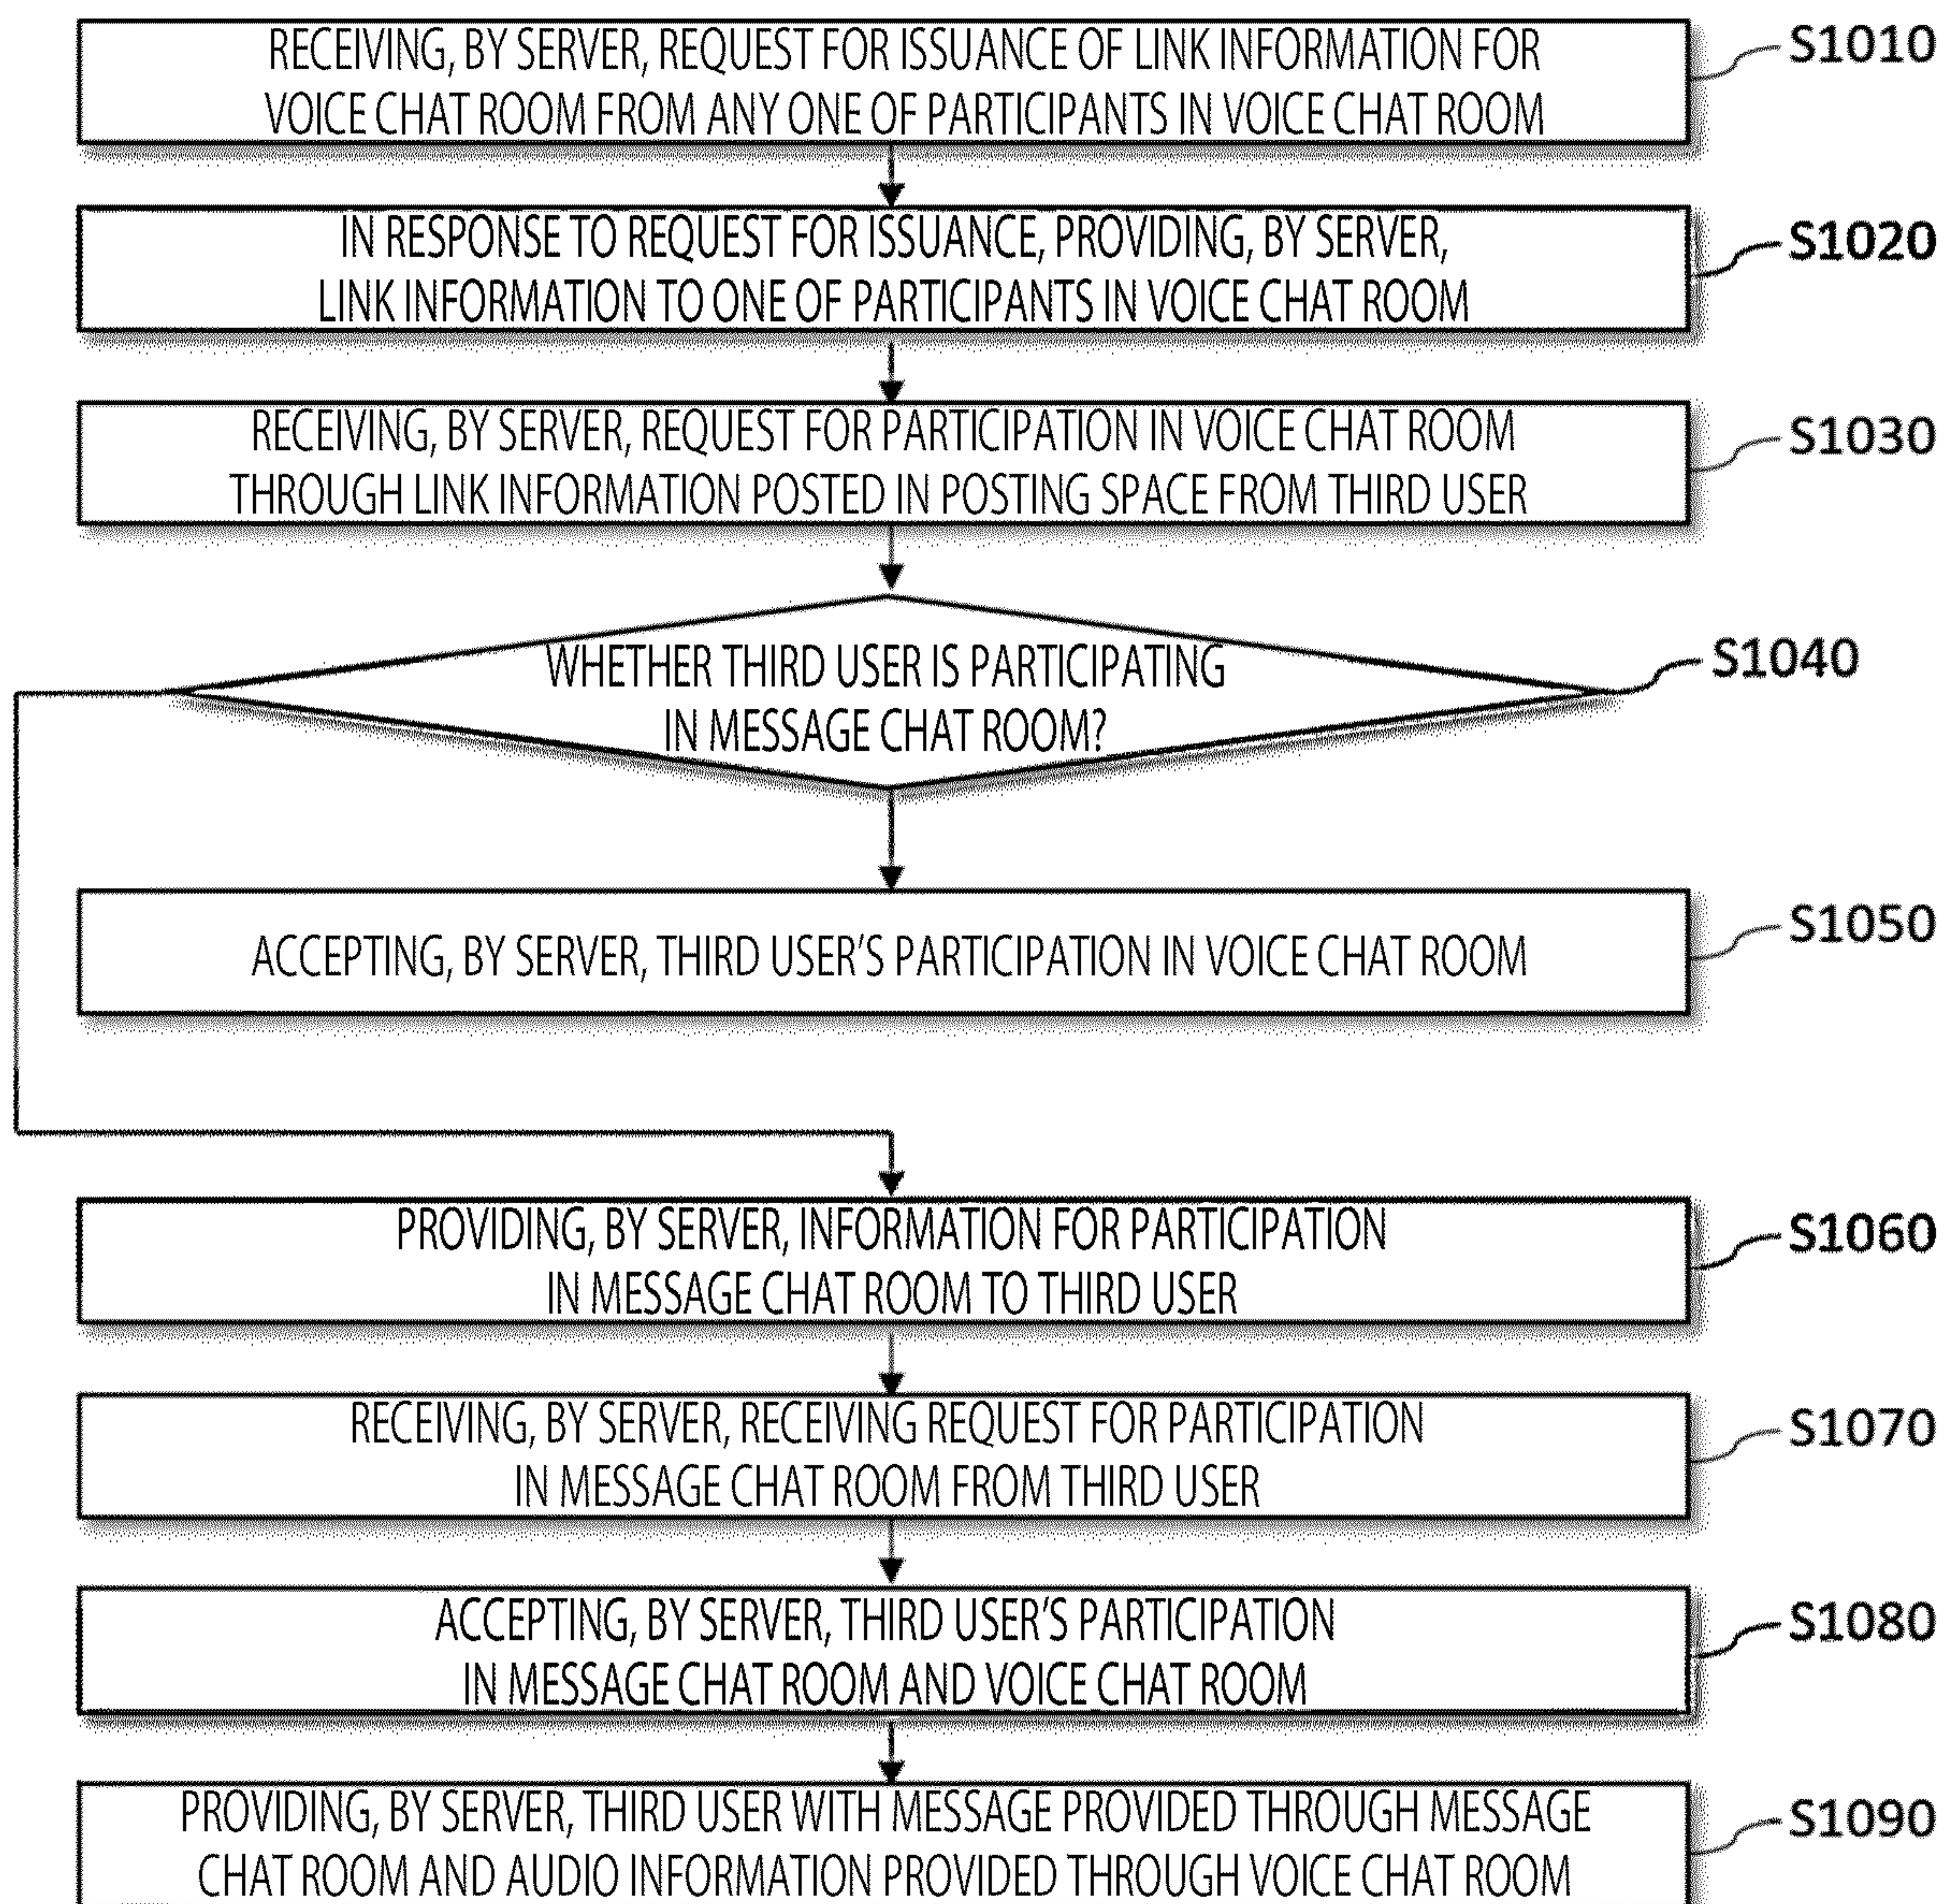 RECEIVING, BY SERVER, REQUEST FOR ISSUANCE OF LINK INFORMATION FOR
VOICE CHAT ROOM FROM ANY ONE OF PARTICIPANTS IN VOICE CHAT ROOM
S1010
IN RESPONSE TO REQUEST FOR ISSUANCE, PROVIDING, BY SERVER,
LINK INFORMATION TO ONE OF PARTICIPANTS IN VOICE CHAT ROOM
S1020
RECEIVING, BY SERVER, REQUEST FOR PARTICIPATION IN VOICE CHAT ROOM
THROUGH LINK INFORMATION POSTED IN POSTING SPACE FROM THIRD USER
S1030
WHETHER THIRD USER IS PARTICIPATING
IN MESSAGE CHAT ROOM?
S1040
ACCEPTING, BY SERVER, THIRD USER'S PARTICIPATION IN VOICE CHAT ROOM
S1050
PROVIDING, BY SERVER, INFORMATION FOR PARTICIPATION
IN MESSAGE CHAT ROOM TO THIRD USER
S1060
RECEIVING, BY SERVER, RECEIVING REQUEST FOR PARTICIPATION
IN MESSAGE CHAT ROOM FROM THIRD USER
S1070
ACCEPTING, BY SERVER, THIRD USER'S PARTICIPATION
IN MESSAGE CHAT ROOM AND VOICE CHAT ROOM
S1080
PROVIDING, BY SERVER, THIRD USER WITH MESSAGE PROVIDED THROUGH MESSAGE
CHAT ROOM AND AUDIO INFORMATION PROVIDED THROUGH VOICE CHAT ROOM
S1090